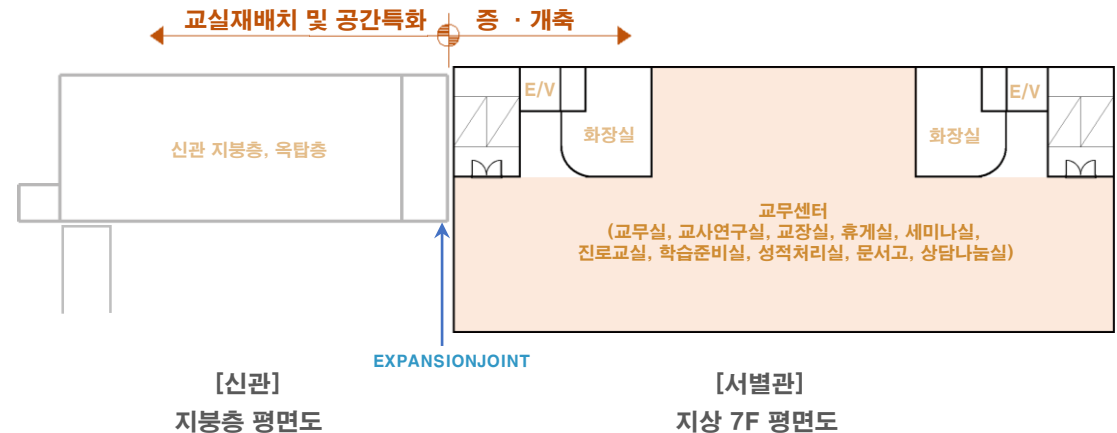 교실재배치 및 공간특화
증 · 개축
E/V
E/V
화장실
화장실
신관 지붕층, 옥탑층
교무센터
(교무실, 교사연구실, 교장실, 휴게실, 세미나실,
진로교실, 학습준비실, 성적처리실, 문서고, 상담나눔실)
EXPANSIONJOINT
[신관]
지붕층 평면도
[서별관]
지상 7F 평면도